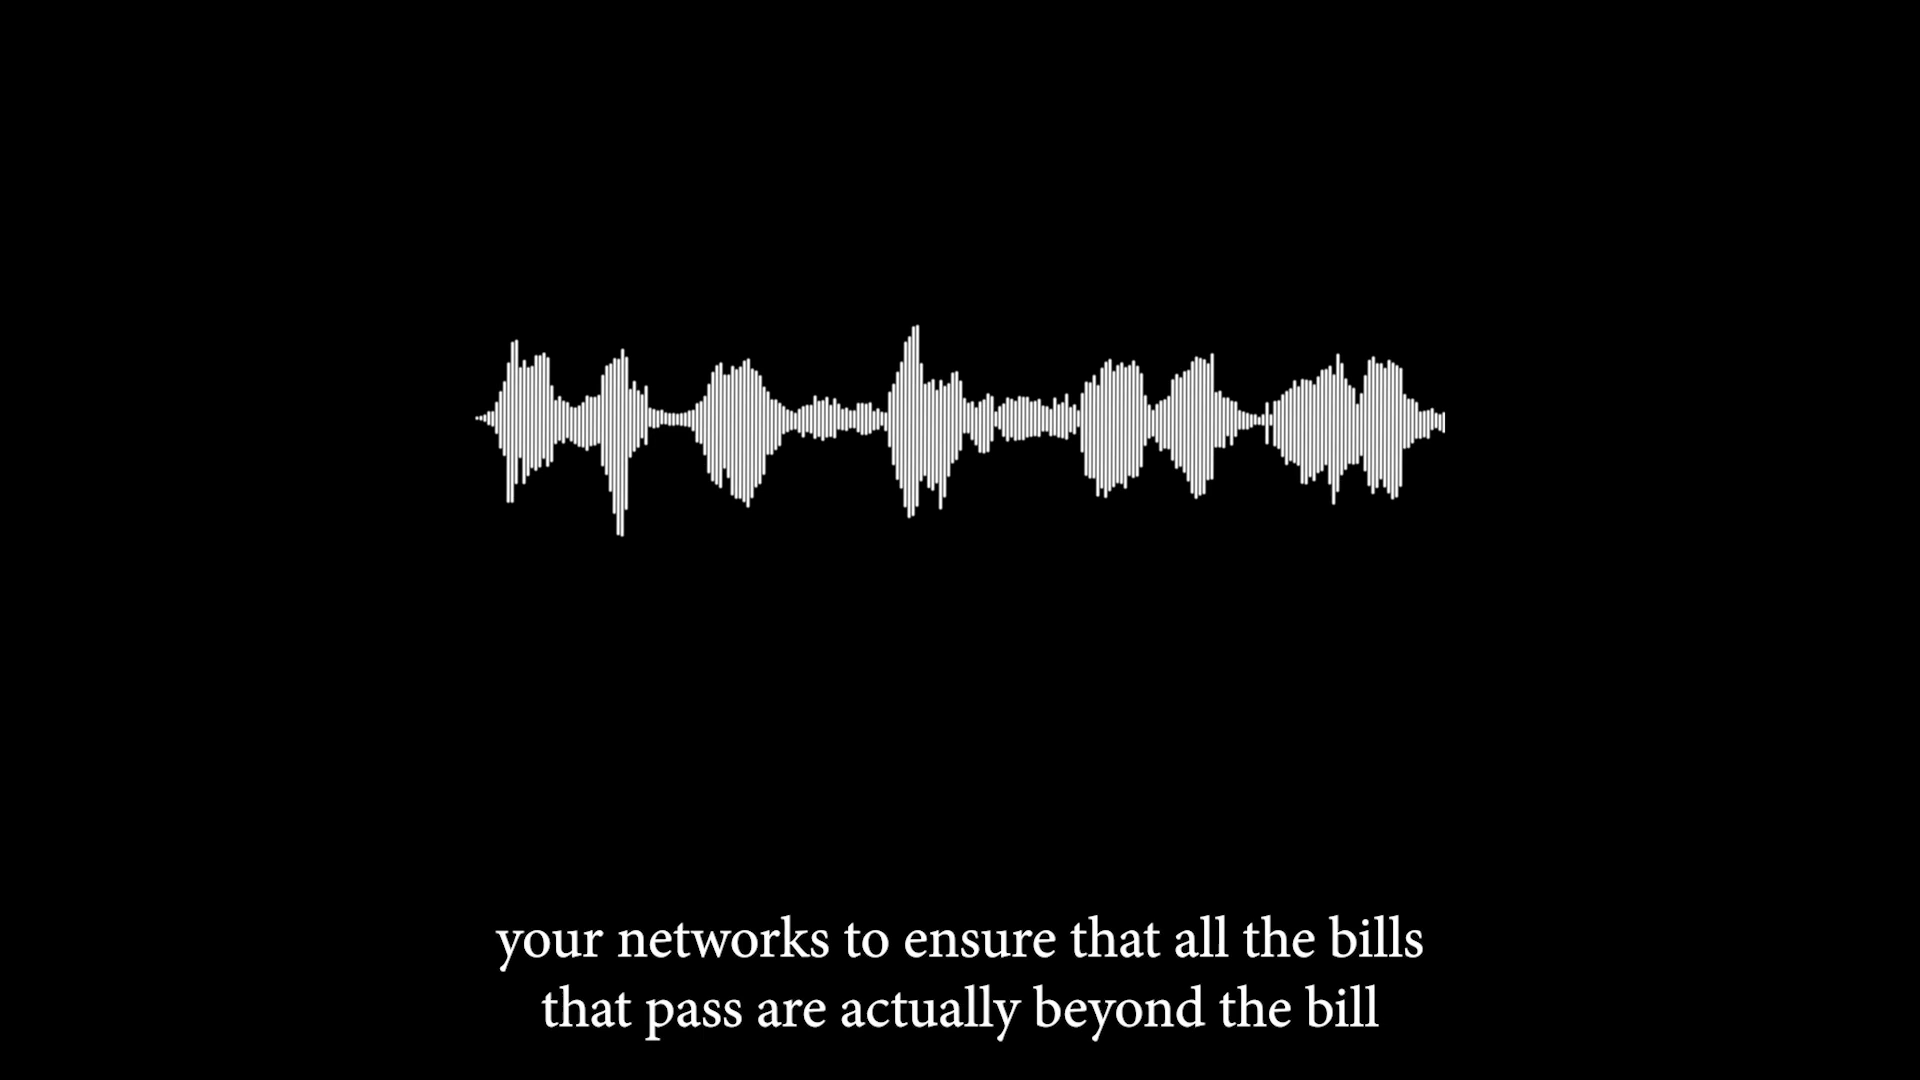 your networks to ensure that all the bills
that pass are actually beyond the bill